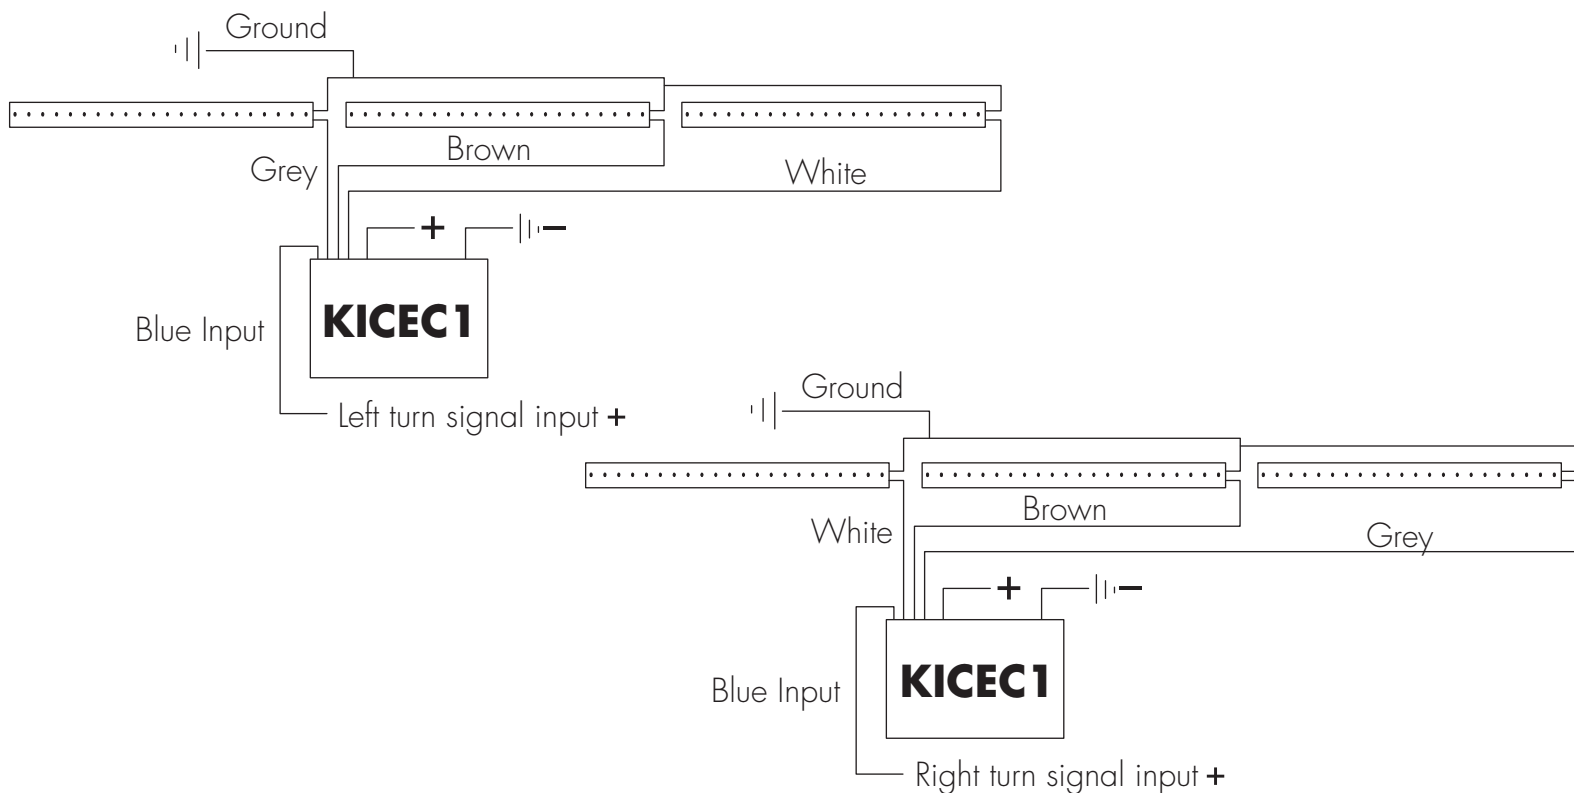 Ground
Brown
Grey
White
+
−
KICEC1
Blue Input
Left turn signal input +
Ground
Brown
White
Grey
+
−
KICEC1
Blue Input
Right turn signal input +